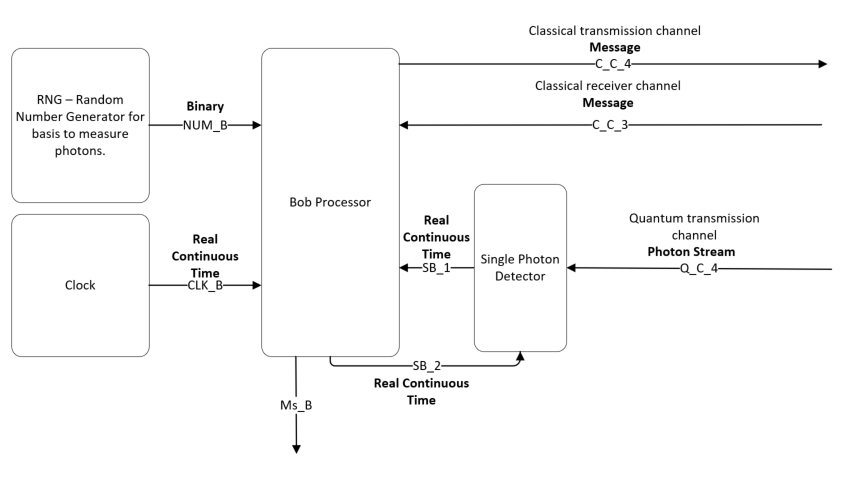 Classical transmission channel
Message
C_C_4
Classical receiver channel
Message
C_C_3
RNG – Random
Number Generator for
basis to measure
photons.
Binary
NUM_B
Bob Processor
Real
Continuous
Time
SB_1
Single Photon
Detector
Quantum transmission
channel
Photon Stream
Q_C_4
Clock
Real
Continuous
Time
CLK_B
SB_2
Real Continuous
Time
Ms_B